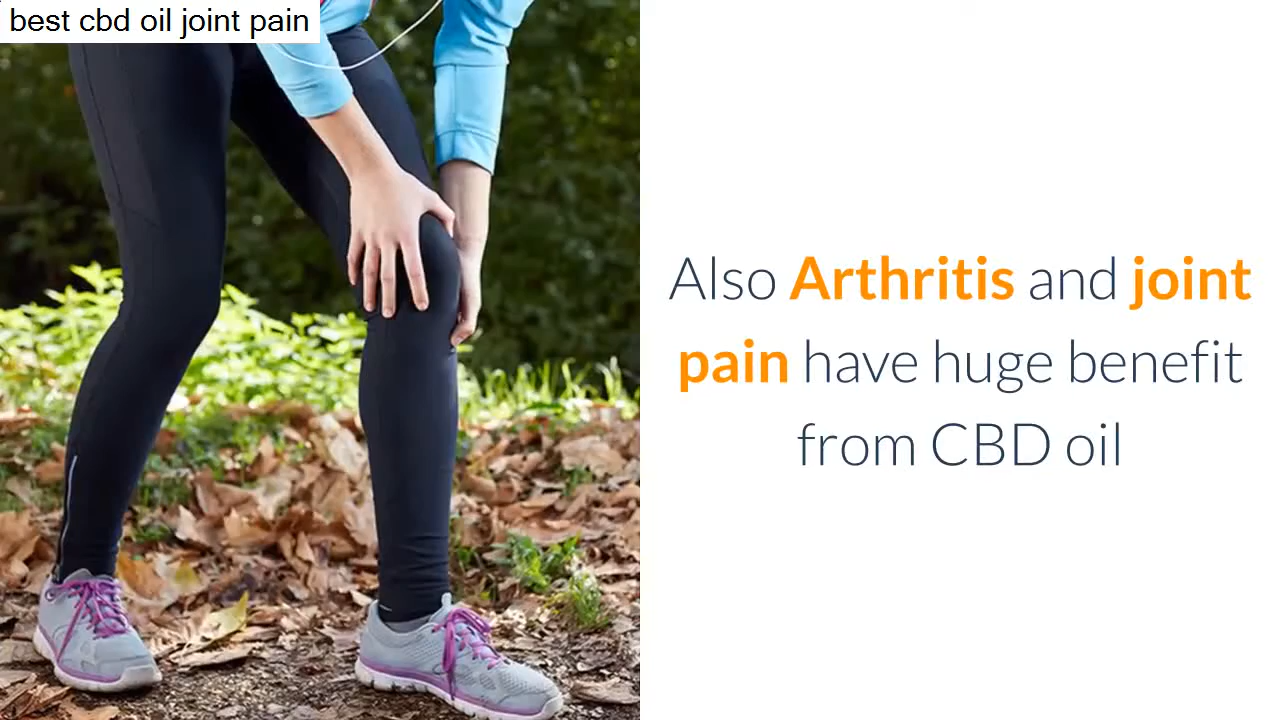 best cbd oil joint pain
Also Arthritis and joint
pain have huge benefit
from CBD oil